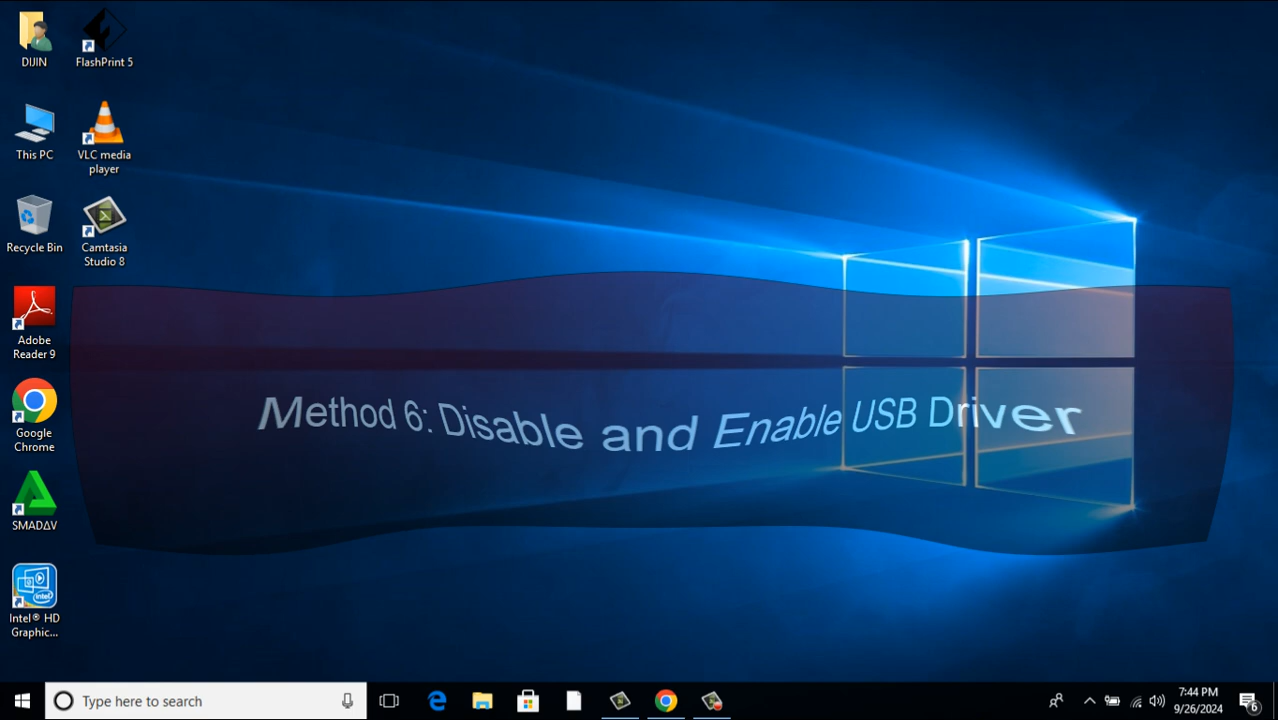 DIJIN
FlashPrint 5
This PC
VLC media
player
Recycle Bin
Camtasia
Studio 8
Adobe
Reader 9
Google
Chrome
SMADΔV
intel
Intel® HD
Graphic...
Method 6: Disable and Enable USB Driver
Type here to search
7:44 PM
9/26/2024
6